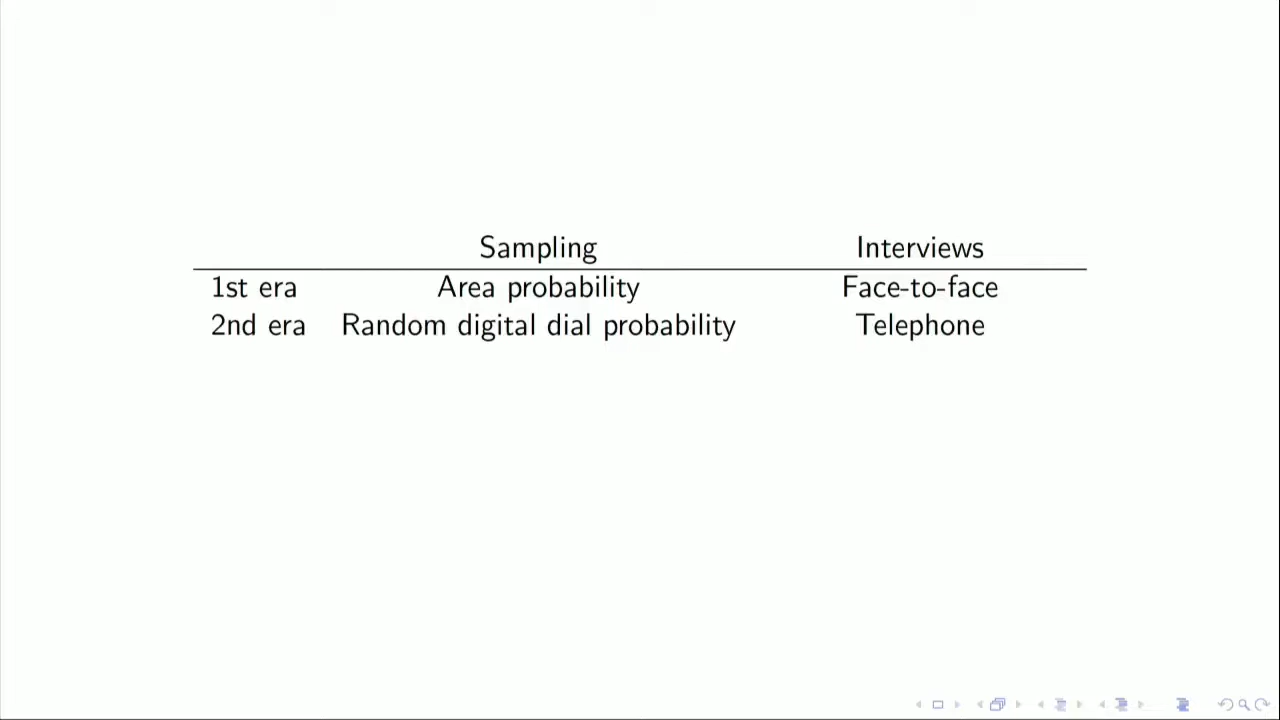 Sampling Interviews
1st era Area probability Face-to-face
2nd era Random digital dial probability Telephone